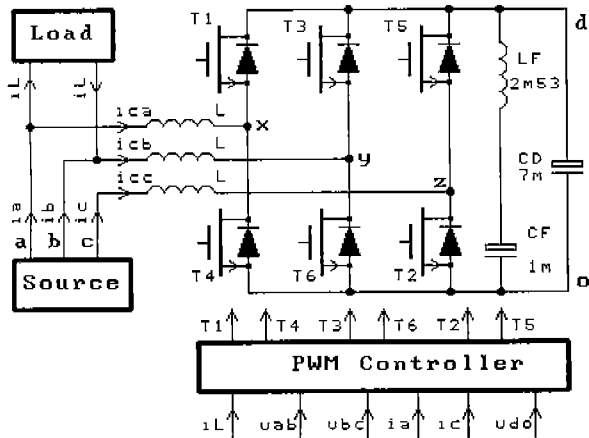 T1
T3
T5
d
Load
LF
2m53
iL
iL
ica
L
x
icb
L
y
CD
7m
icc
L
z
ia
ib
ic
a
b
c
CF
1m
Source
T4
T6
T2
o
T1
T4
T3
T6
T2
T5
PWM Controller
iL
uab
ubc
ia
ic
udo